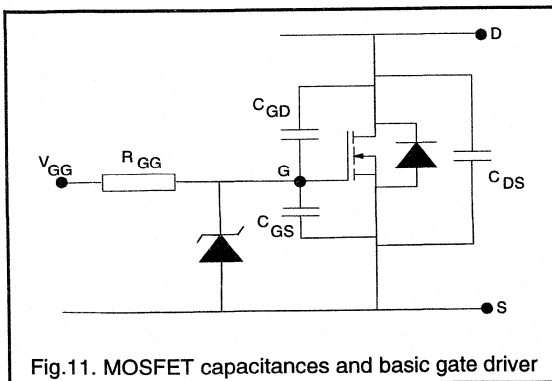 D
C GD
V GG
R GG
G
C DS
C GS
S
Fig.11. MOSFET capacitances and basic gate driver